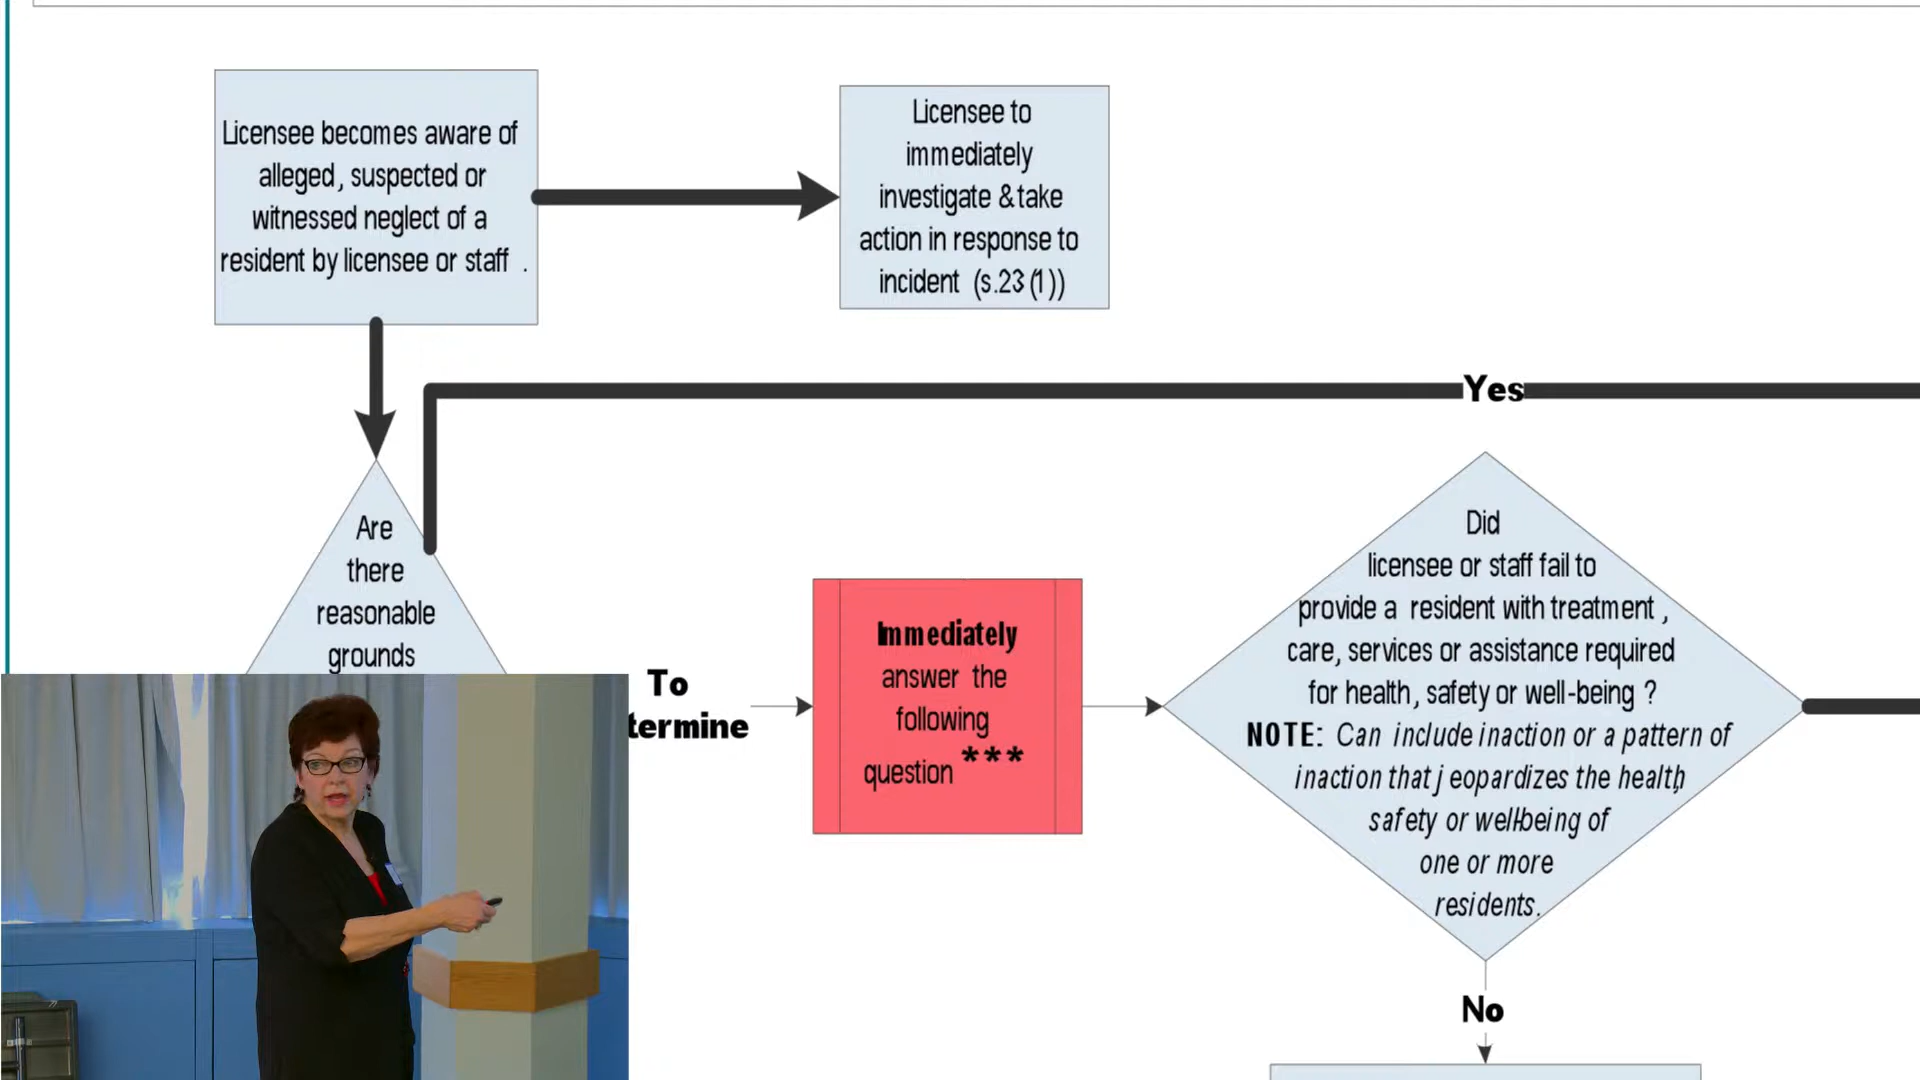 Licensee becomes aware of
alleged, suspected or
witnessed neglect of a
resident by licensee or staff .
Licensee to
immediately
investigate & take
action in response to
incident (s.23 (1))
Yes
Are
there
reasonable
grounds
To
termine
Immediately
answer the
following
question ***
Did
licensee or staff fail to
provide a resident with treatment ,
care, services or assistance required
for health, safety or well-being ?
NOTE: Can include inaction or a pattern of
inaction that jeopardizes the health,
safety or well-being of
one or more
residents.
No